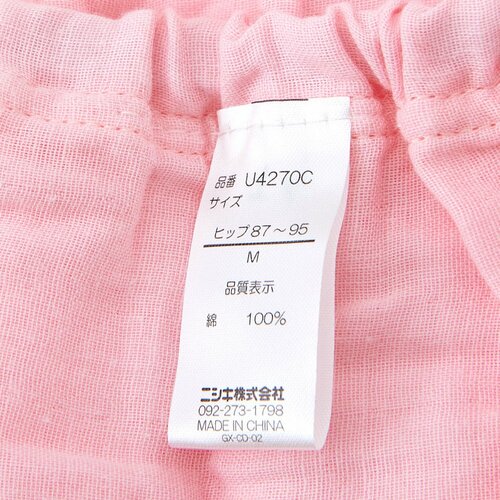 品番 U4270C
サイズ
ヒップ87～95
M
品質表示
綿 100%
ニシキ株式会社
092-273-1798
MADE IN CHINA
GX-CD-02